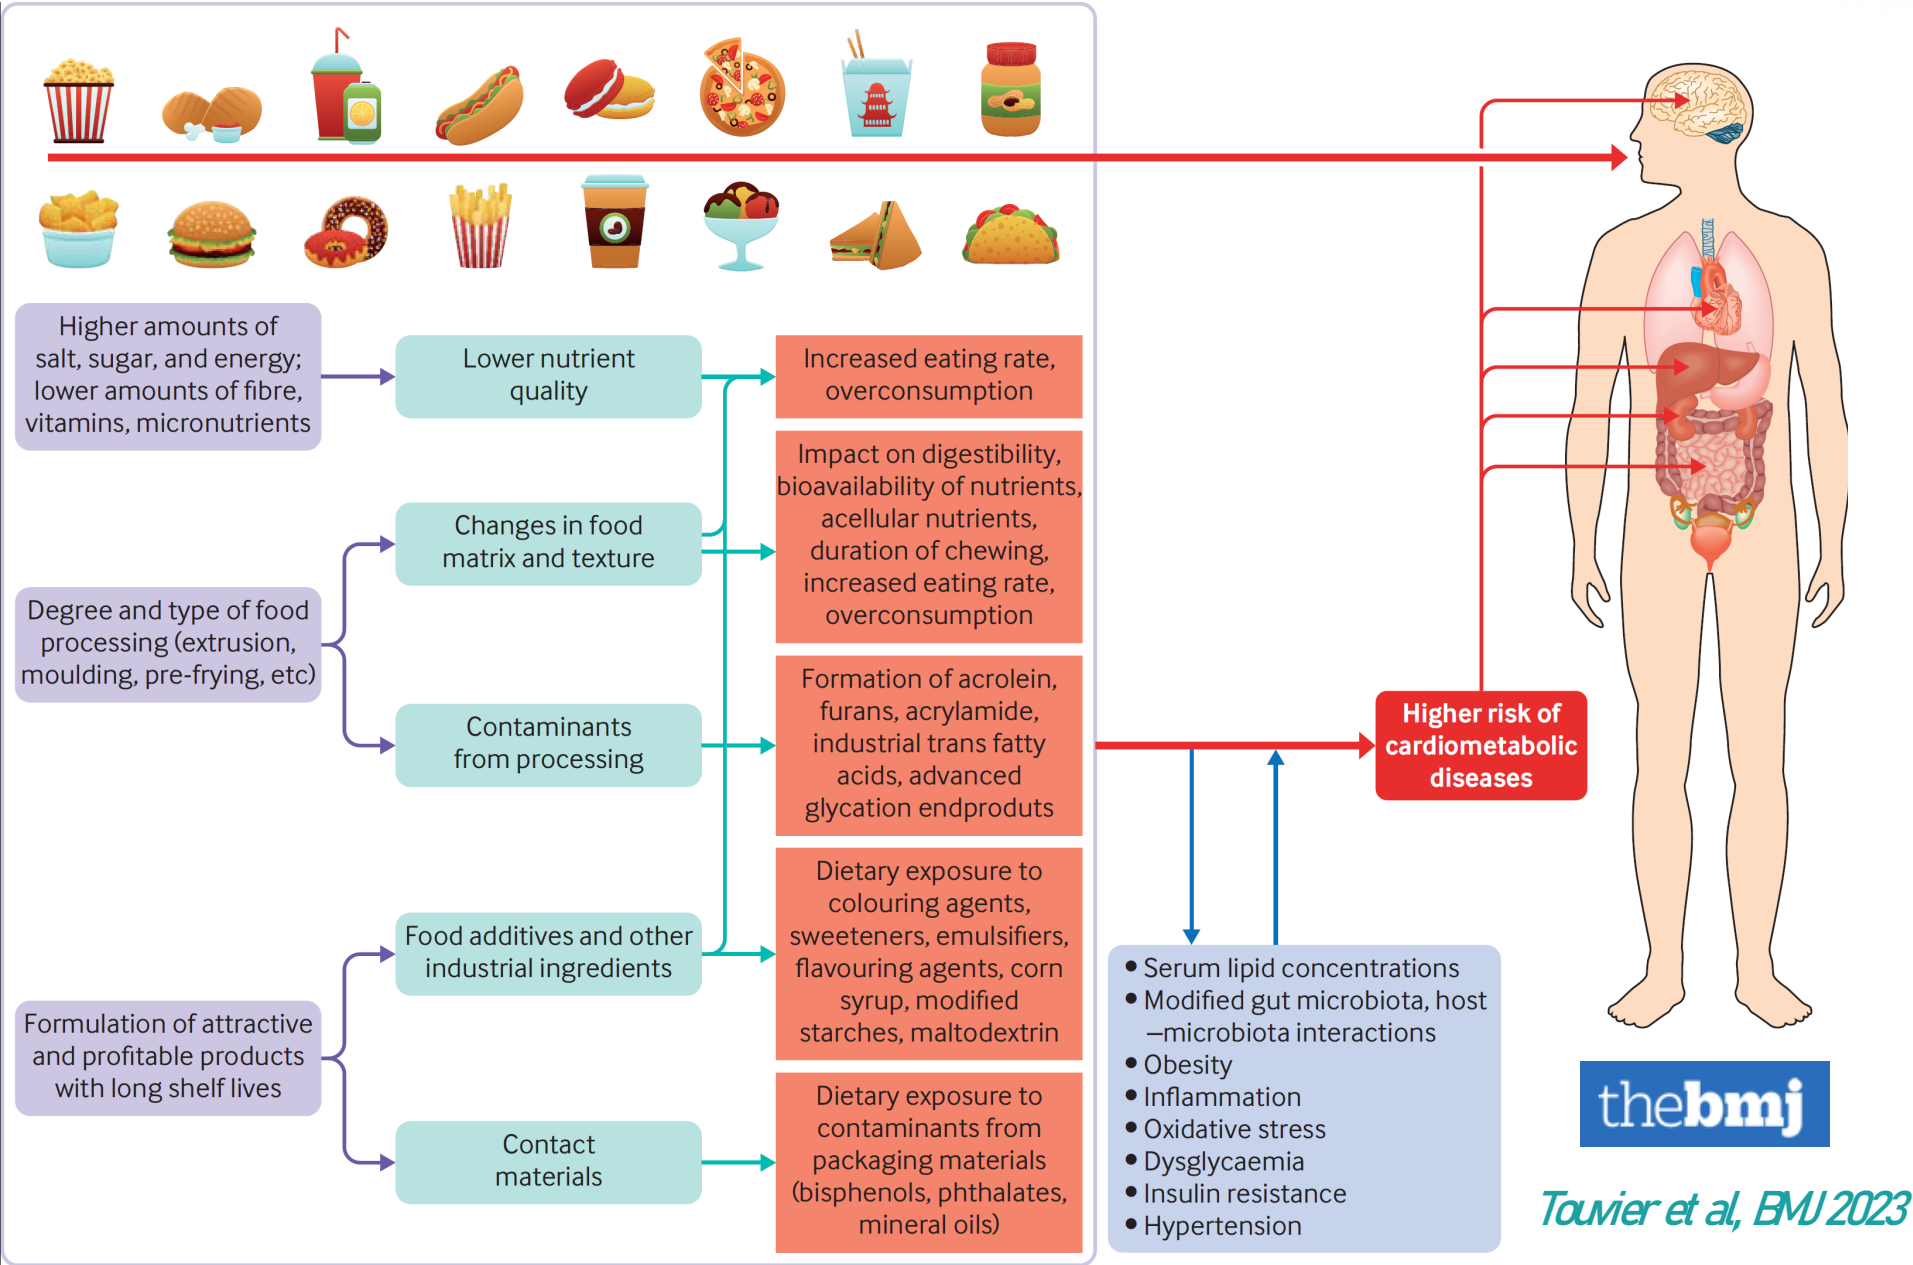 Higher amounts of
salt, sugar, and energy;
lower amounts of fibre,
vitamins, micronutrients
Lower nutrient
quality
Increased eating rate,
overconsumption
Impact on digestibility,
bioavailability of nutrients,
acellular nutrients,
duration of chewing,
increased eating rate,
overconsumption
Changes in food
matrix and texture
Degree and type of food
processing (extrusion,
moulding, pre-frying, etc)
Contaminants
from processing
Formation of acrolein,
furans, acrylamide,
industrial trans fatty
acids, advanced
glycation endproduts
Higher risk of
cardiometabolic
diseases
Food additives and other
industrial ingredients
Dietary exposure to
colouring agents,
sweeteners, emulsifiers,
flavouring agents, corn
syrup, modified
starches, maltodextrin
Formulation of attractive
and profitable products
with long shelf lives
Contact
materials
Dietary exposure to
contaminants from
packaging materials
(bisphenols, phthalates,
mineral oils)
• Serum lipid concentrations
• Modified gut microbiota, host
–microbiota interactions
• Obesity
• Inflammation
• Oxidative stress
• Dysglycaemia
• Insulin resistance
• Hypertension
thebmj
Touvier et al, BMJ 2023